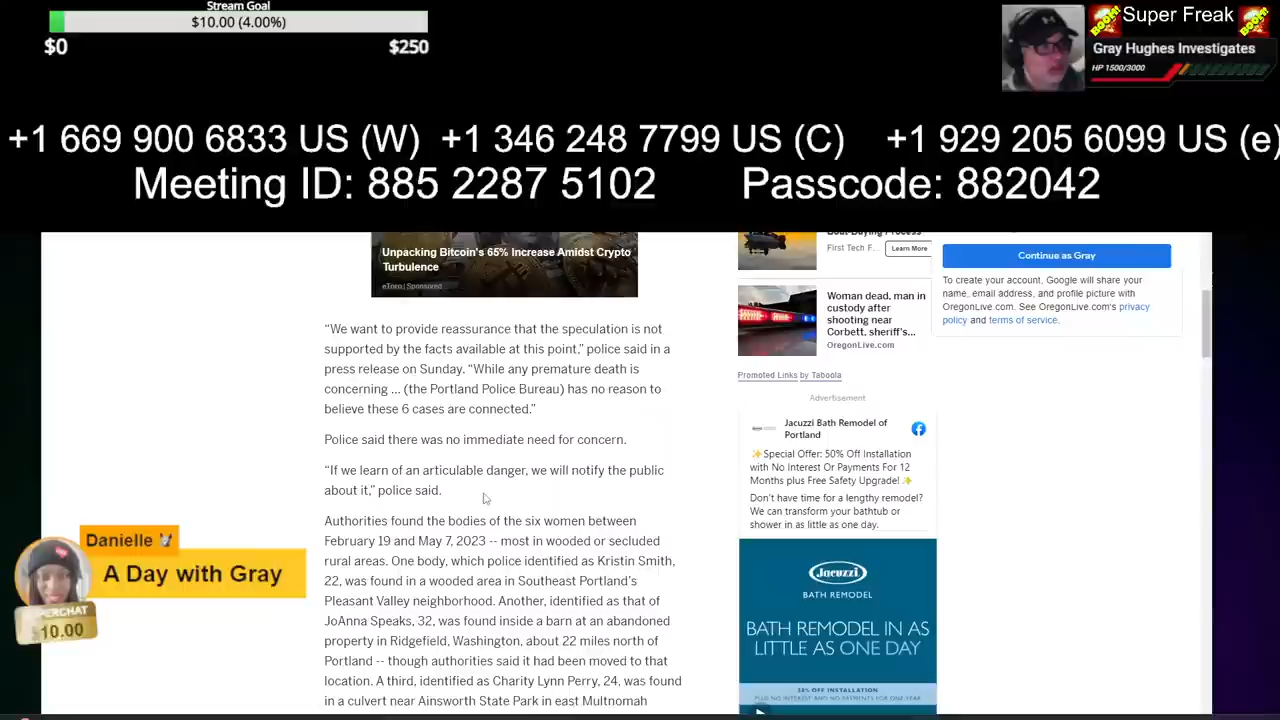 Stream Goal
$10.00 (4.00%)
$0
$250
Super Freak
Gray Hughes Investigates
HP 1500/3000
+1 669 900 6833 US (W) +1 346 248 7799 US (C) +1 929 205 6099 US (e)
Meeting ID: 885 2287 5102 Passcode: 882042
Unpacking Bitcoin's 65% Increase Amidst Crypto
Turbulence
eToro | Sponsored
“We want to provide reassurance that the speculation is not
supported by the facts available at this point,” police said in a
press release on Sunday. “While any premature death is
concerning ... (the Portland Police Bureau) has no reason to
believe these 6 cases are connected.”
Police said there was no immediate need for concern.
“If we learn of an articulable danger, we will notify the public
about it,” police said.
Authorities found the bodies of the six women between
February 19 and May 7, 2023 -- most in wooded or secluded
rural areas. One body, which police identified as Kristin Smith,
22, was found in a wooded area in Southeast Portland’s
Pleasant Valley neighborhood. Another, identified as that of
JoAnna Speaks, 32, was found inside a barn at an abandoned
property in Ridgefield, Washington, about 22 miles north of
Portland -- though authorities said it had been moved to that
location. A third, identified as Charity Lynn Perry, 24, was found
in a culvert near Ainsworth State Park in east Multnomah
Boat-Buying Process
First Tech F...
Learn More
Woman dead, man in
custody after
shooting near
Corbett, sheriff's...
OregonLive.com
Promoted Links by Taboola
Advertisement
Jacuzzi Bath Remodel of
Portland
✨Special Offer: 50% Off Installation
with No Interest Or Payments For 12
Months plus Free Safety Upgrade! ✨
Don't have time for a lengthy remodel?
We can transform your bathtub or
shower in as little as one day.
Jacuzzi
BATH REMODEL
BATH REMODEL IN AS
LITTLE AS ONE DAY
Continue as Gray
To create your account, Google will share your
name, email address, and profile picture with
OregonLive.com. See OregonLive.com's privacy
policy and terms of service.
Danielle
A Day with Gray
SUPERCHAT
$10.00